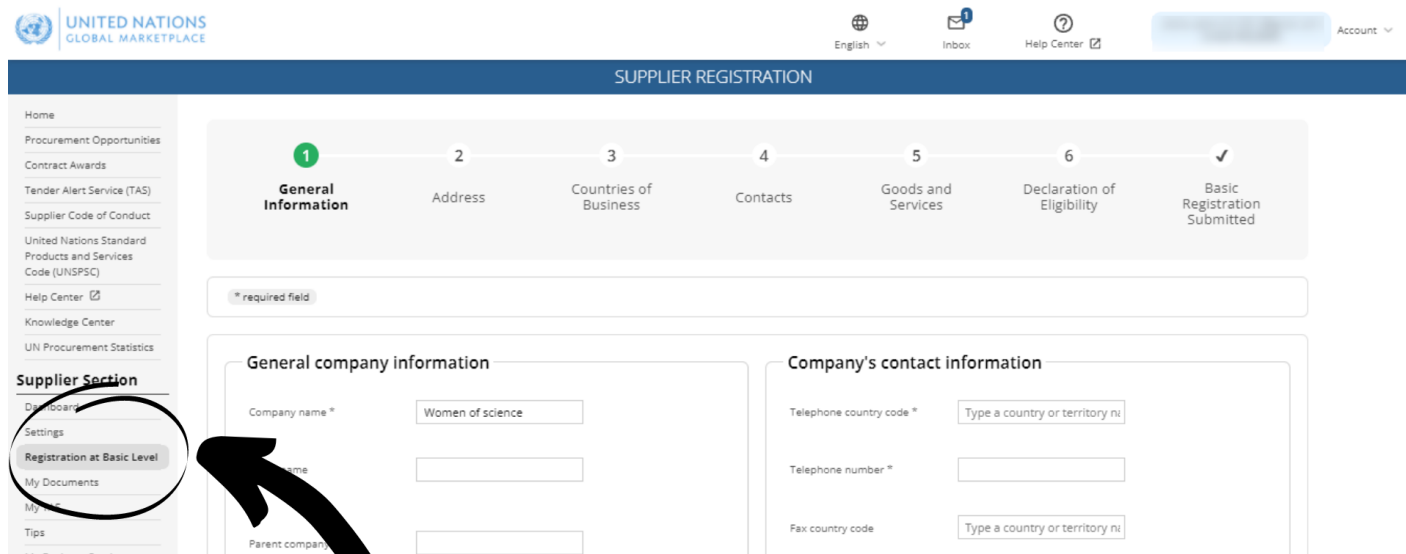 UNITED NATIONS
GLOBAL MARKETPLACE
English
1
Inbox
Help Center
Account
SUPPLIER REGISTRATION
Home
Procurement Opportunities
Contract Awards
Tender Alert Service (TAS)
Supplier Code of Conduct
United Nations Standard
Products and Services
Code (UNSPSC)
Help Center
Knowledge Center
UN Procurement Statistics
Supplier Section
Dashboard
Settings
Registration at Basic Level
My Documents
My
Tips
1
General
Information
2
Address
3
Countries of
Business
4
Contacts
5
Goods and
Services
6
Declaration of
Eligibility
✓
Basic
Registration
Submitted
* required field
General company information
Company name *
Women of science
name
Parent company
Company's contact information
Telephone country code *
Type a country or territory na
Telephone number *
Fax country code
Type a country or territory na